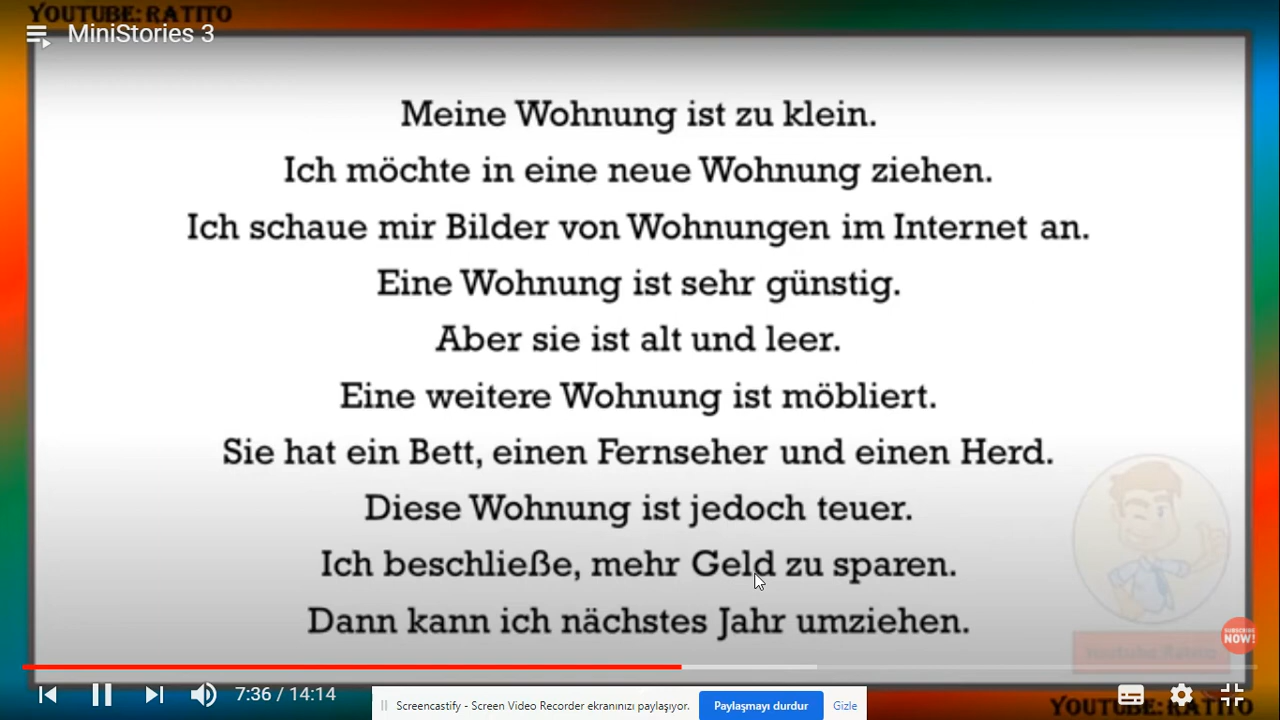 YOUTUBE: RATITO
MiniStories 3
Meine Wohnung ist zu klein.
Ich möchte in eine neue Wohnung ziehen.
Ich schaue mir Bilder von Wohnungen im Internet an.
Eine Wohnung ist sehr günstig.
Aber sie ist alt und leer.
Eine weitere Wohnung ist möbliert.
Sie hat ein Bett, einen Fernseher und einen Herd.
Diese Wohnung ist jedoch teuer.
Ich beschließe, mehr Geld zu sparen.
Dann kann ich nächstes Jahr umziehen.
SUBSCRIBE
NOW!
Youtube: Ratito
7:36 / 14:14
Screencastify - Screen Video Recorder ekranınızı paylaşıyor.
Paylaşmayı durdur
Gizle
YOUTUBE: RATITO